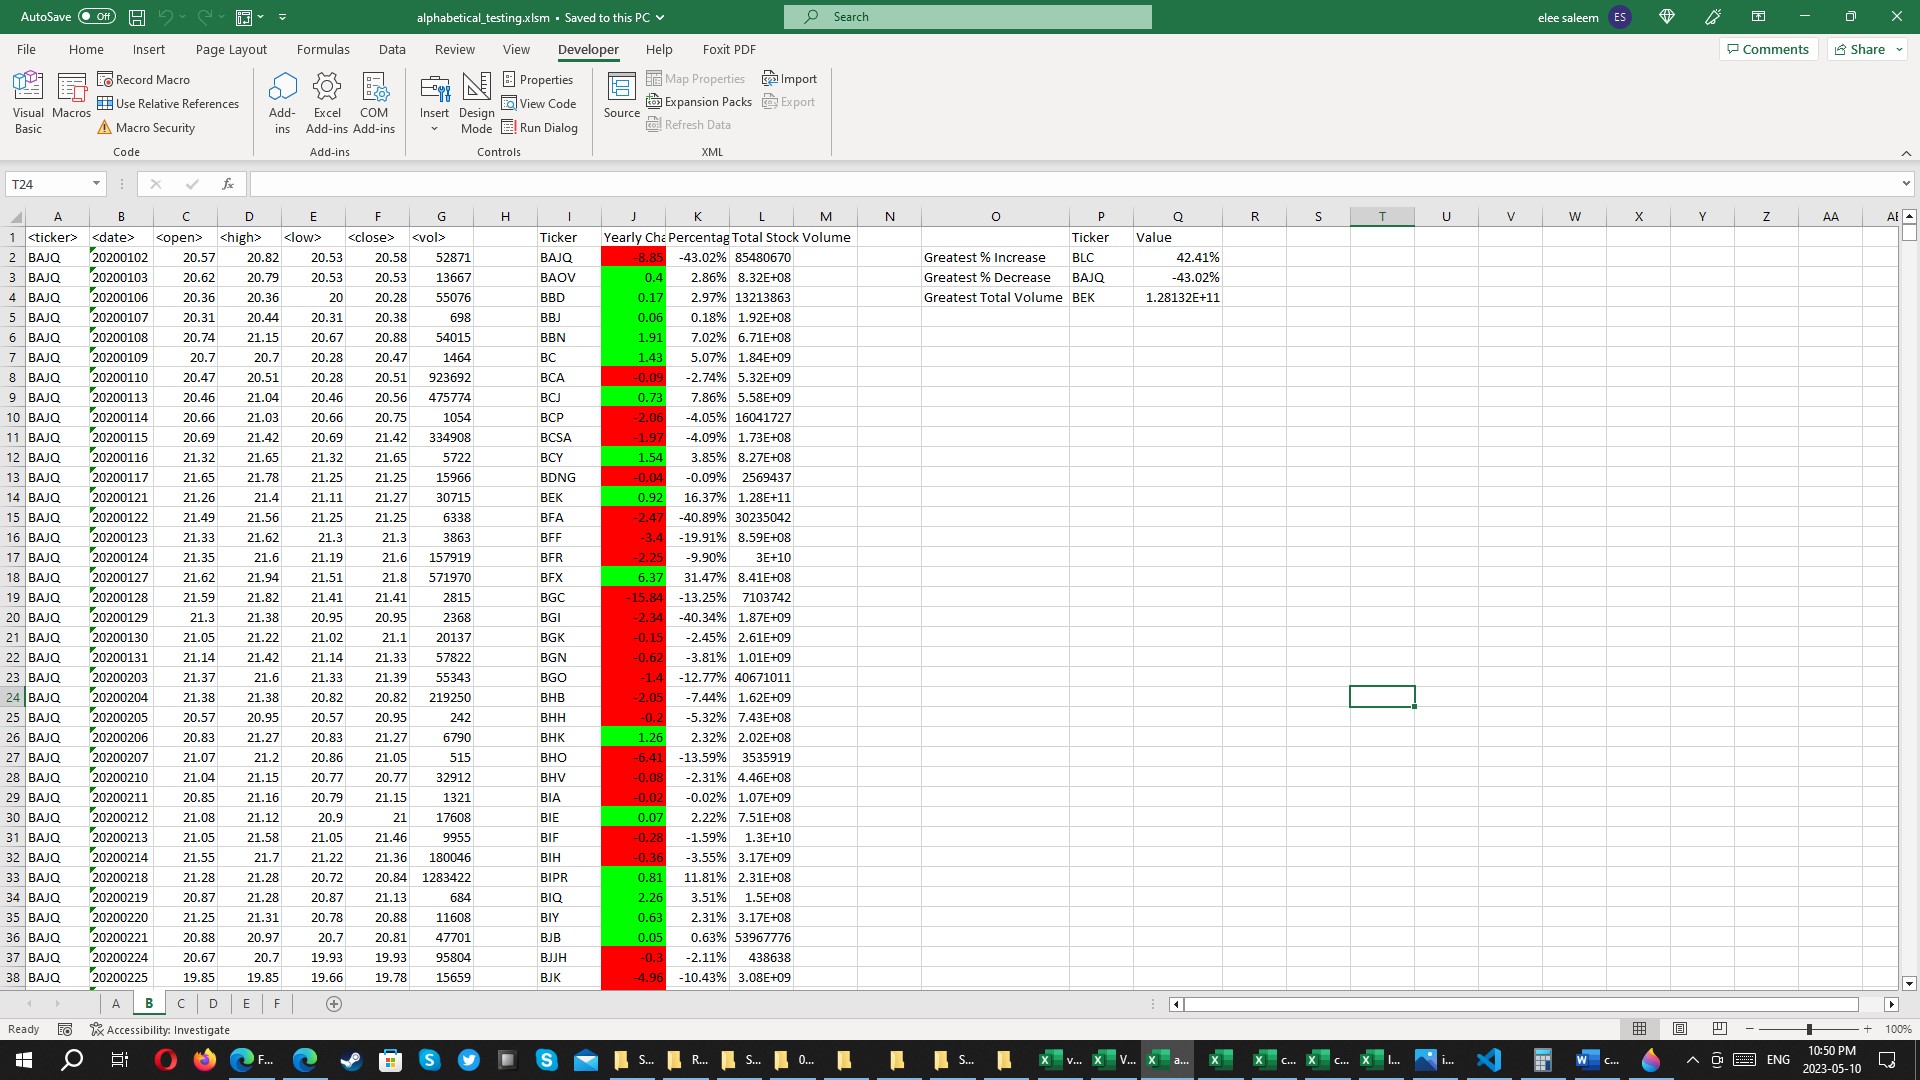 AutoSave Off alphabetical_testing.xlsm • Saved to this PC Search elee saleem ES
File Home Insert Page Layout Formulas Data Review View Developer Help Foxit PDF Comments Share
Visual Basic
Macros
Record Macro
Use Relative References
Macro Security
Code
Add-ins
Excel Add-ins
COM Add-ins
Add-ins
Insert
Design Mode
Properties
View Code
Run Dialog
Controls
Source
Map Properties
Expansion Packs
Refresh Data
Import
Export
XML
T24 fx
A B C D E F G H I J K L M N O P Q R S T U V W X Y Z AA AE
1 <ticker> <date> <open> <high> <low> <close> <vol> Ticker Yearly Cha Percentag Total Stock Volume Ticker Value
2 BAJQ 20200102 20.57 20.82 20.53 20.58 52871 BAJQ -8.85 -43.02% 85480670 Greatest % Increase BLC 42.41%
3 BAJQ 20200103 20.62 20.79 20.53 20.53 13667 BAOV 0.4 2.86% 8.32E+08 Greatest % Decrease BAJQ -43.02%
4 BAJQ 20200106 20.36 20.36 20 20.28 55076 BBD 0.17 2.97% 13213863 Greatest Total Volume BEK 1.28132E+11
5 BAJQ 20200107 20.31 20.44 20.31 20.38 698 BBJ 0.06 0.18% 1.92E+08
6 BAJQ 20200108 20.74 21.15 20.67 20.88 54015 BBN 1.91 7.02% 6.71E+08
7 BAJQ 20200109 20.7 20.7 20.28 20.47 1464 BC 1.43 5.07% 1.84E+09
8 BAJQ 20200110 20.47 20.51 20.28 20.51 923692 BCA -0.09 -2.74% 5.32E+09
9 BAJQ 20200113 20.46 21.04 20.46 20.56 475774 BCJ 0.73 7.86% 5.58E+09
10 BAJQ 20200114 20.66 21.03 20.66 20.75 1054 BCP -2.06 -4.05% 16041727
11 BAJQ 20200115 20.69 21.42 20.69 21.42 334908 BCSA -1.97 -4.09% 1.73E+08
12 BAJQ 20200116 21.32 21.65 21.32 21.65 5722 BCY 1.54 3.85% 8.27E+08
13 BAJQ 20200117 21.65 21.78 21.25 21.25 15966 BDNG -0.04 -0.09% 2569437
14 BAJQ 20200121 21.26 21.4 21.11 21.27 30715 BEK 0.92 16.37% 1.28E+11
15 BAJQ 20200122 21.49 21.56 21.25 21.25 6338 BFA -2.47 -40.89% 30235042
16 BAJQ 20200123 21.33 21.62 21.3 21.3 3863 BFF -3.4 -19.91% 8.59E+08
17 BAJQ 20200124 21.35 21.6 21.19 21.6 157919 BFR -2.25 -9.90% 3E+10
18 BAJQ 20200127 21.62 21.94 21.51 21.8 571970 BFX 6.37 31.47% 8.41E+08
19 BAJQ 20200128 21.59 21.82 21.41 21.41 2815 BGC -15.84 -13.25% 7103742
20 BAJQ 20200129 21.3 21.38 20.95 20.95 2368 BGI -2.34 -40.34% 1.87E+09
21 BAJQ 20200130 21.05 21.22 21.02 21.1 20137 BGK -0.15 -2.45% 2.61E+09
22 BAJQ 20200131 21.14 21.42 21.14 21.33 57822 BGN -0.62 -3.81% 1.01E+09
23 BAJQ 20200203 21.37 21.6 21.33 21.39 55343 BGO -1.4 -12.77% 40671011
24 BAJQ 20200204 21.38 21.38 20.82 20.82 219250 BHB -2.05 -7.44% 1.62E+09
25 BAJQ 20200205 20.57 20.95 20.57 20.95 242 BHH -0.2 -5.32% 7.43E+08
26 BAJQ 20200206 20.83 21.27 20.83 21.27 6790 BHK 1.26 2.32% 2.02E+08
27 BAJQ 20200207 21.07 21.2 20.86 21.05 515 BHO -6.41 -13.59% 3535919
28 BAJQ 20200210 21.04 21.15 20.77 20.77 32912 BHV -0.08 -2.31% 4.46E+08
29 BAJQ 20200211 20.85 21.16 20.79 21.15 1321 BIA -0.02 -0.02% 1.07E+09
30 BAJQ 20200212 21.08 21.12 20.9 21 17608 BIE 0.07 2.22% 7.51E+08
31 BAJQ 20200213 21.05 21.58 21.05 21.46 9955 BIF -0.28 -1.59% 1.3E+10
32 BAJQ 20200214 21.55 21.7 21.22 21.36 180046 BIH -0.36 -3.55% 3.17E+09
33 BAJQ 20200218 21.28 21.28 20.72 20.84 1283422 BIPR 0.81 11.81% 2.31E+08
34 BAJQ 20200219 20.87 21.28 20.87 21.13 684 BIQ 2.26 3.51% 1.5E+08
35 BAJQ 20200220 21.25 21.31 20.78 20.88 11608 BIY 0.63 2.31% 3.17E+08
36 BAJQ 20200221 20.88 20.97 20.7 20.81 47701 BJB 0.05 0.63% 53967776
37 BAJQ 20200224 20.67 20.7 19.93 19.93 95804 BJJH -0.3 -2.11% 438638
38 BAJQ 20200225 19.85 19.85 19.66 19.78 15659 BJK -4.96 -10.43% 3.08E+09
A B C D E F
Ready Accessibility: Investigate 100%
F... S... R... S... 0... S... v... V... a... c... c... I... i... c... ENG 10:50 PM
2023-05-10